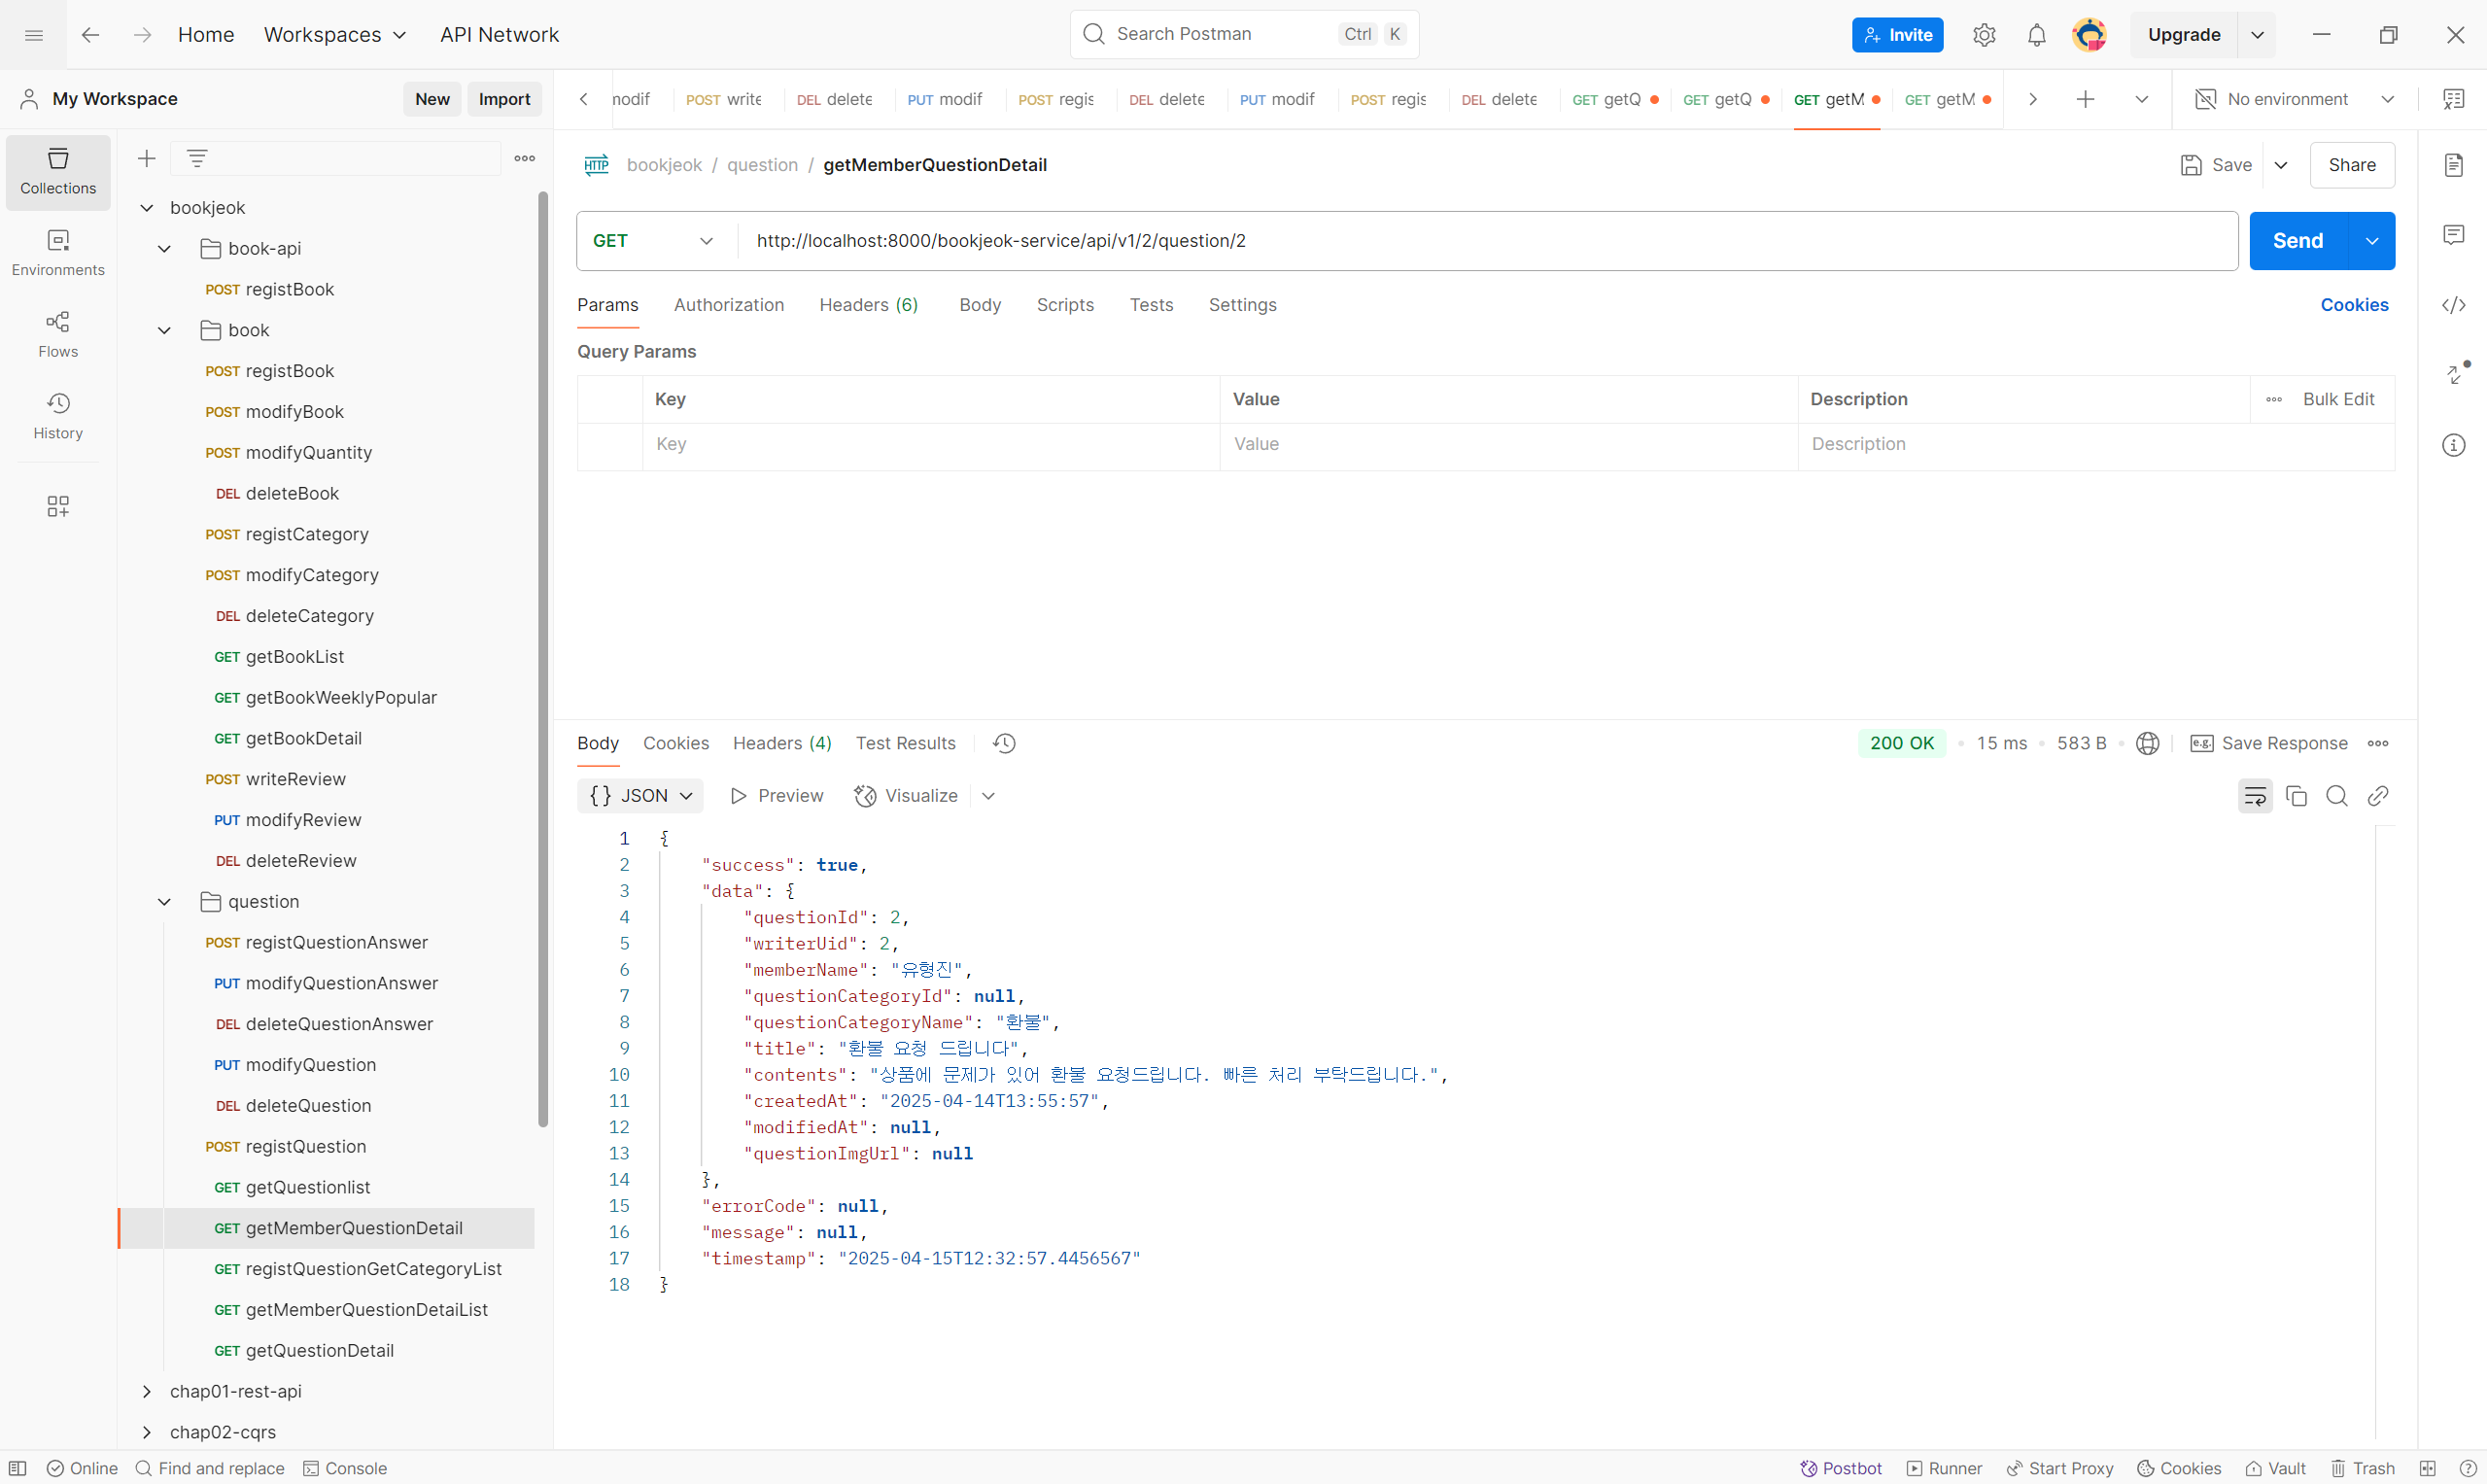 Home Workspaces API Network Search Postman Ctrl K Invite Upgrade
My Workspace New Import
modif POST write DEL delete PUT modif POST regis DEL delete PUT modif POST regis DEL delete GET getQ GET getQ GET getM GET getM No environment
Collections
Environments
Flows
History
bookjeok
book-api
POST registBook
book
POST registBook
POST modifyBook
POST modifyQuantity
DEL deleteBook
POST registCategory
POST modifyCategory
DEL deleteCategory
GET getBookList
GET getBookWeeklyPopular
GET getBookDetail
POST writeReview
PUT modifyReview
DEL deleteReview
question
POST registQuestionAnswer
PUT modifyQuestionAnswer
DEL deleteQuestionAnswer
PUT modifyQuestion
DEL deleteQuestion
POST registQuestion
GET getQuestionlist
GET getMemberQuestionDetail
GET registQuestionGetCategoryList
GET getMemberQuestionDetaiList
GET getQuestionDetail
chap01-rest-api
chap02-cqrs
HTTP bookjeok / question / getMemberQuestionDetail Save Share
GET http://localhost:8000/bookjeok-service/api/v1/2/question/2 Send
Params Authorization Headers (6) Body Scripts Tests Settings Cookies
Query Params
Key Value Description Bulk Edit
Key Value Description
Body Cookies Headers (4) Test Results 200 OK 15 ms 583 B e.g. Save Response
{} JSON Preview Visualize
1 {
2 "success": true,
3 "data": {
4 "questionId": 2,
5 "writerUid": 2,
6 "memberName": "유형진",
7 "questionCategoryId": null,
8 "questionCategoryName": "환불",
9 "title": "환불 요청 드립니다",
10 "contents": "상품에 문제가 있어 환불 요청드립니다. 빠른 처리 부탁드립니다.",
11 "createdAt": "2025-04-14T13:55:57",
12 "modifiedAt": null,
13 "questionImgUrl": null
14 },
15 "errorCode": null,
16 "message": null,
17 "timestamp": "2025-04-15T12:32:57.4456567"
18 }
Online Find and replace Console Postbot Runner Start Proxy Cookies Vault Trash